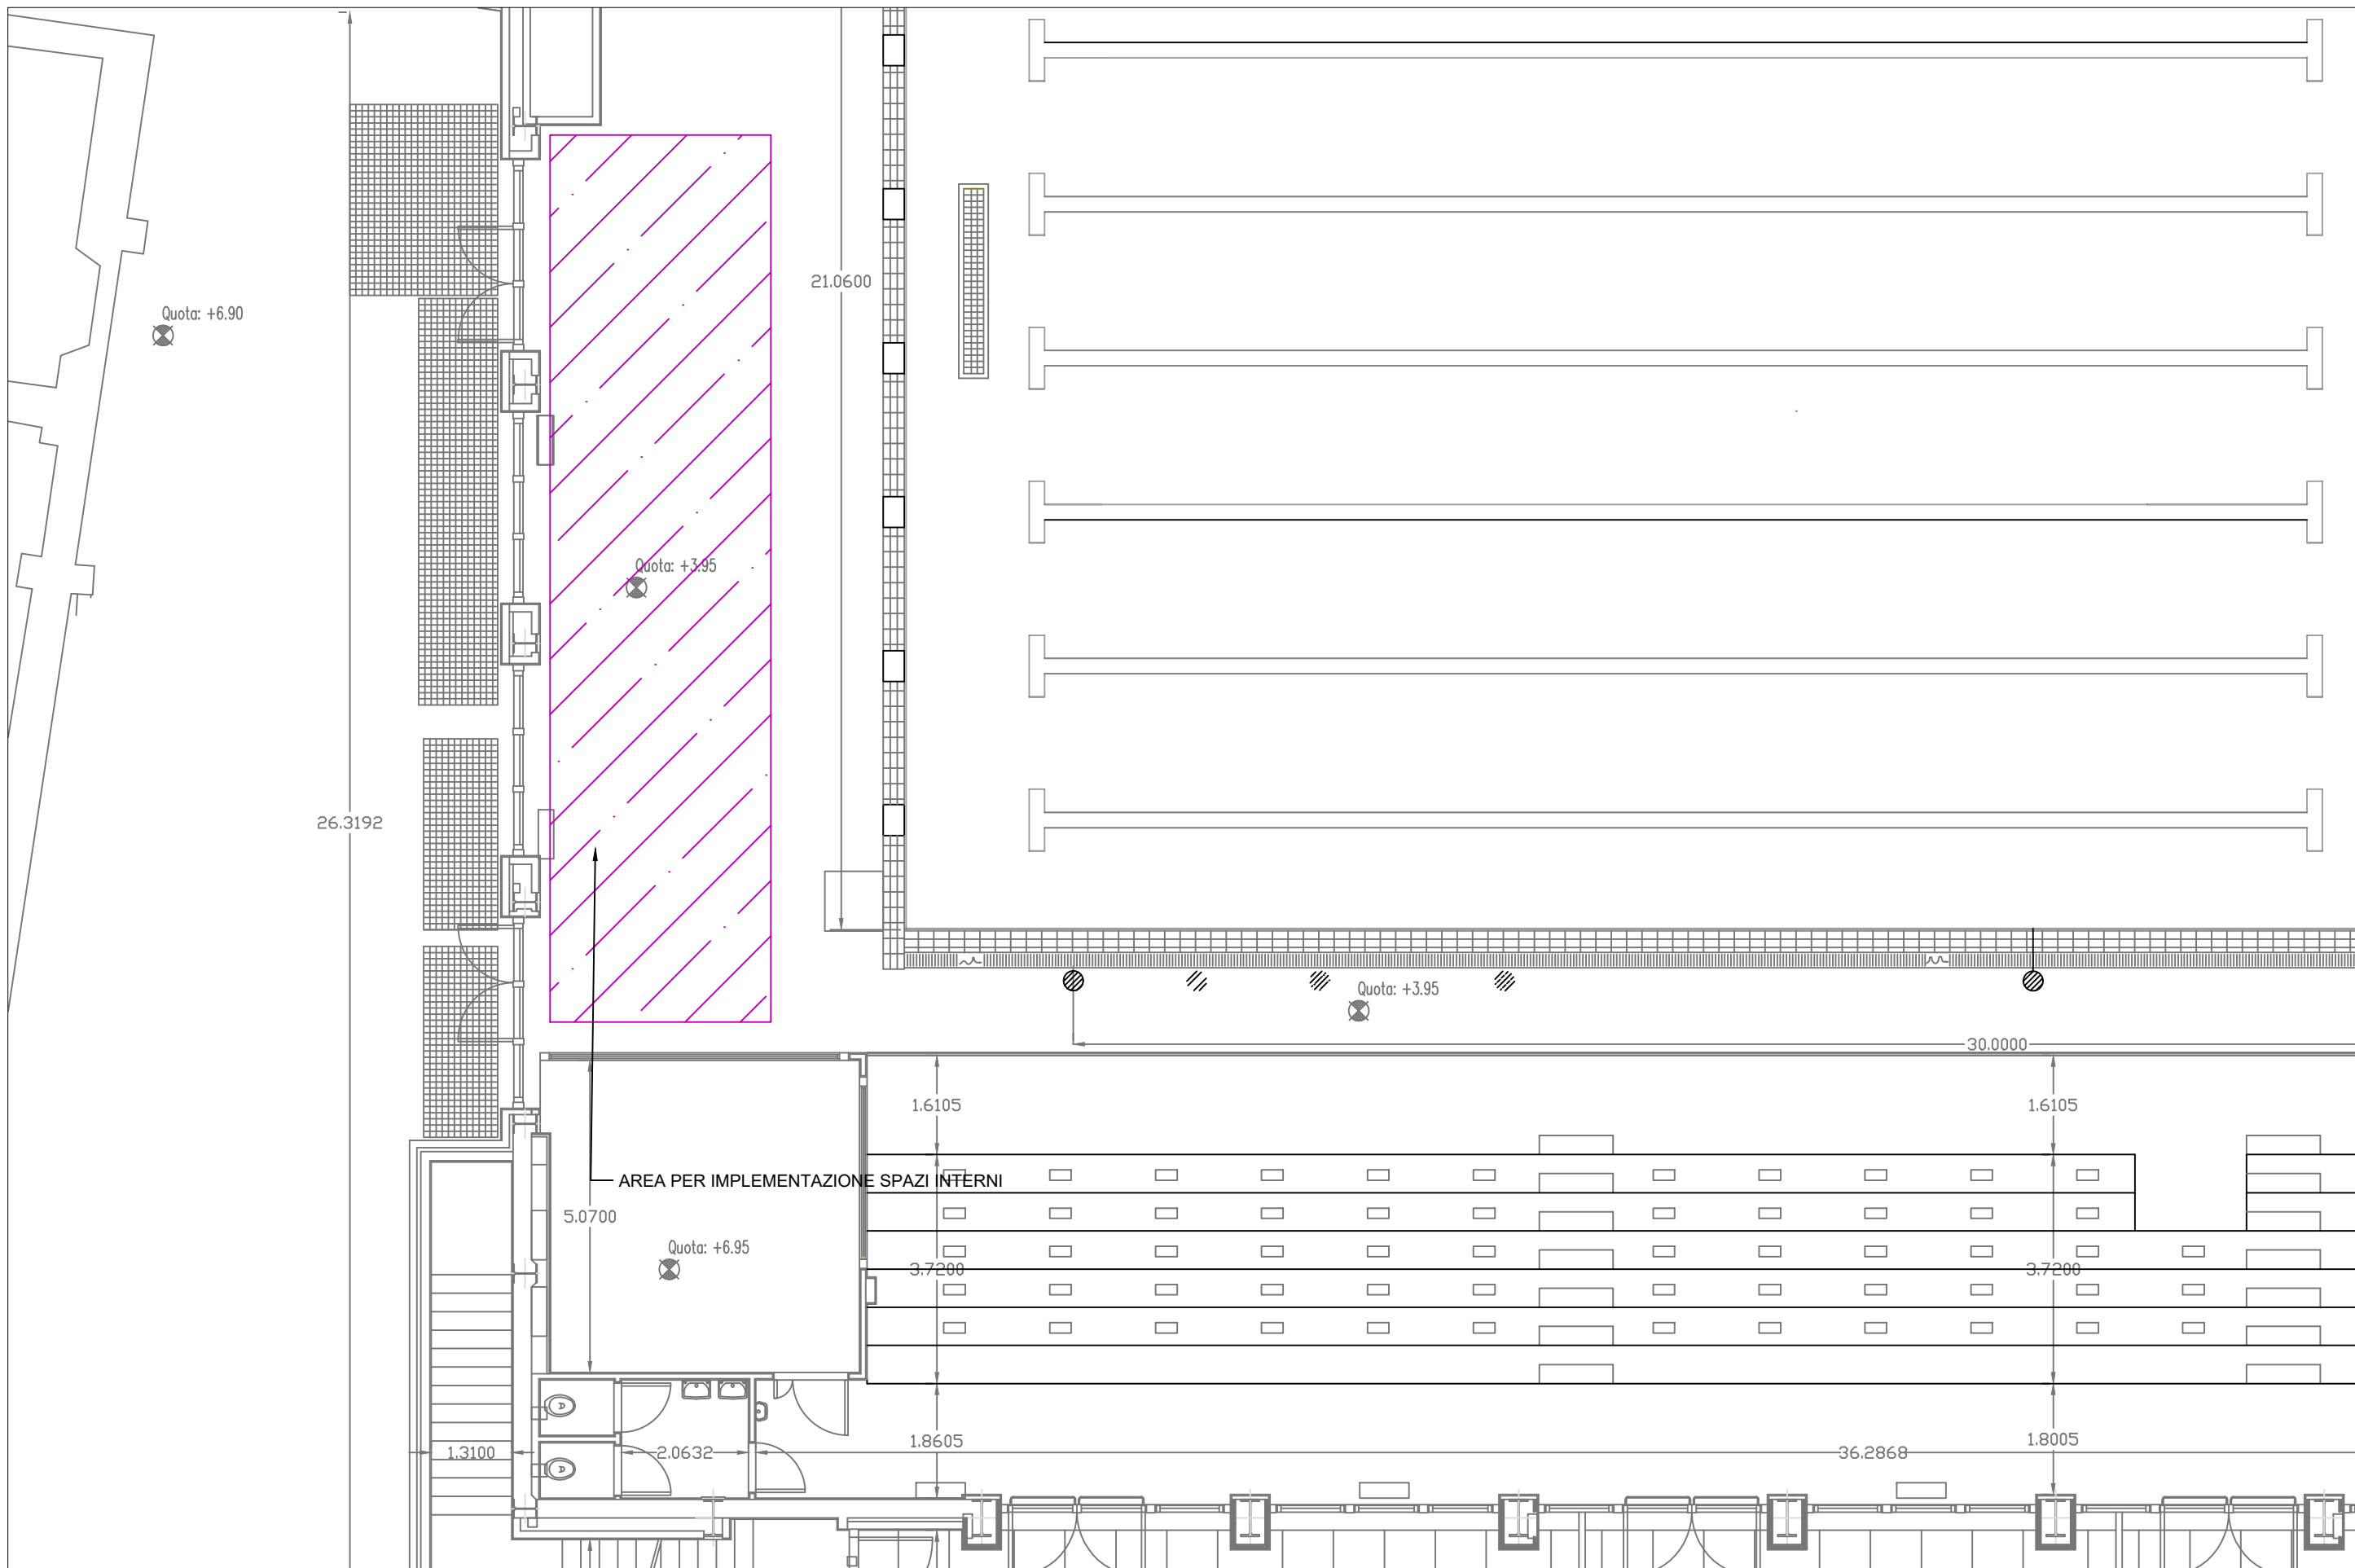 21.0600
Quota: +6.90
Quota: +3.95
26.3192
Quota: +3.95
30.0000
1.6105
1.6105
AREA PER IMPLEMENTAZIONE SPAZI INTERNI
5.0700
Quota: +6.95
3.7200
3.7200
1.8605
1.8005
1.3100
2.0632
36.2868
A
A